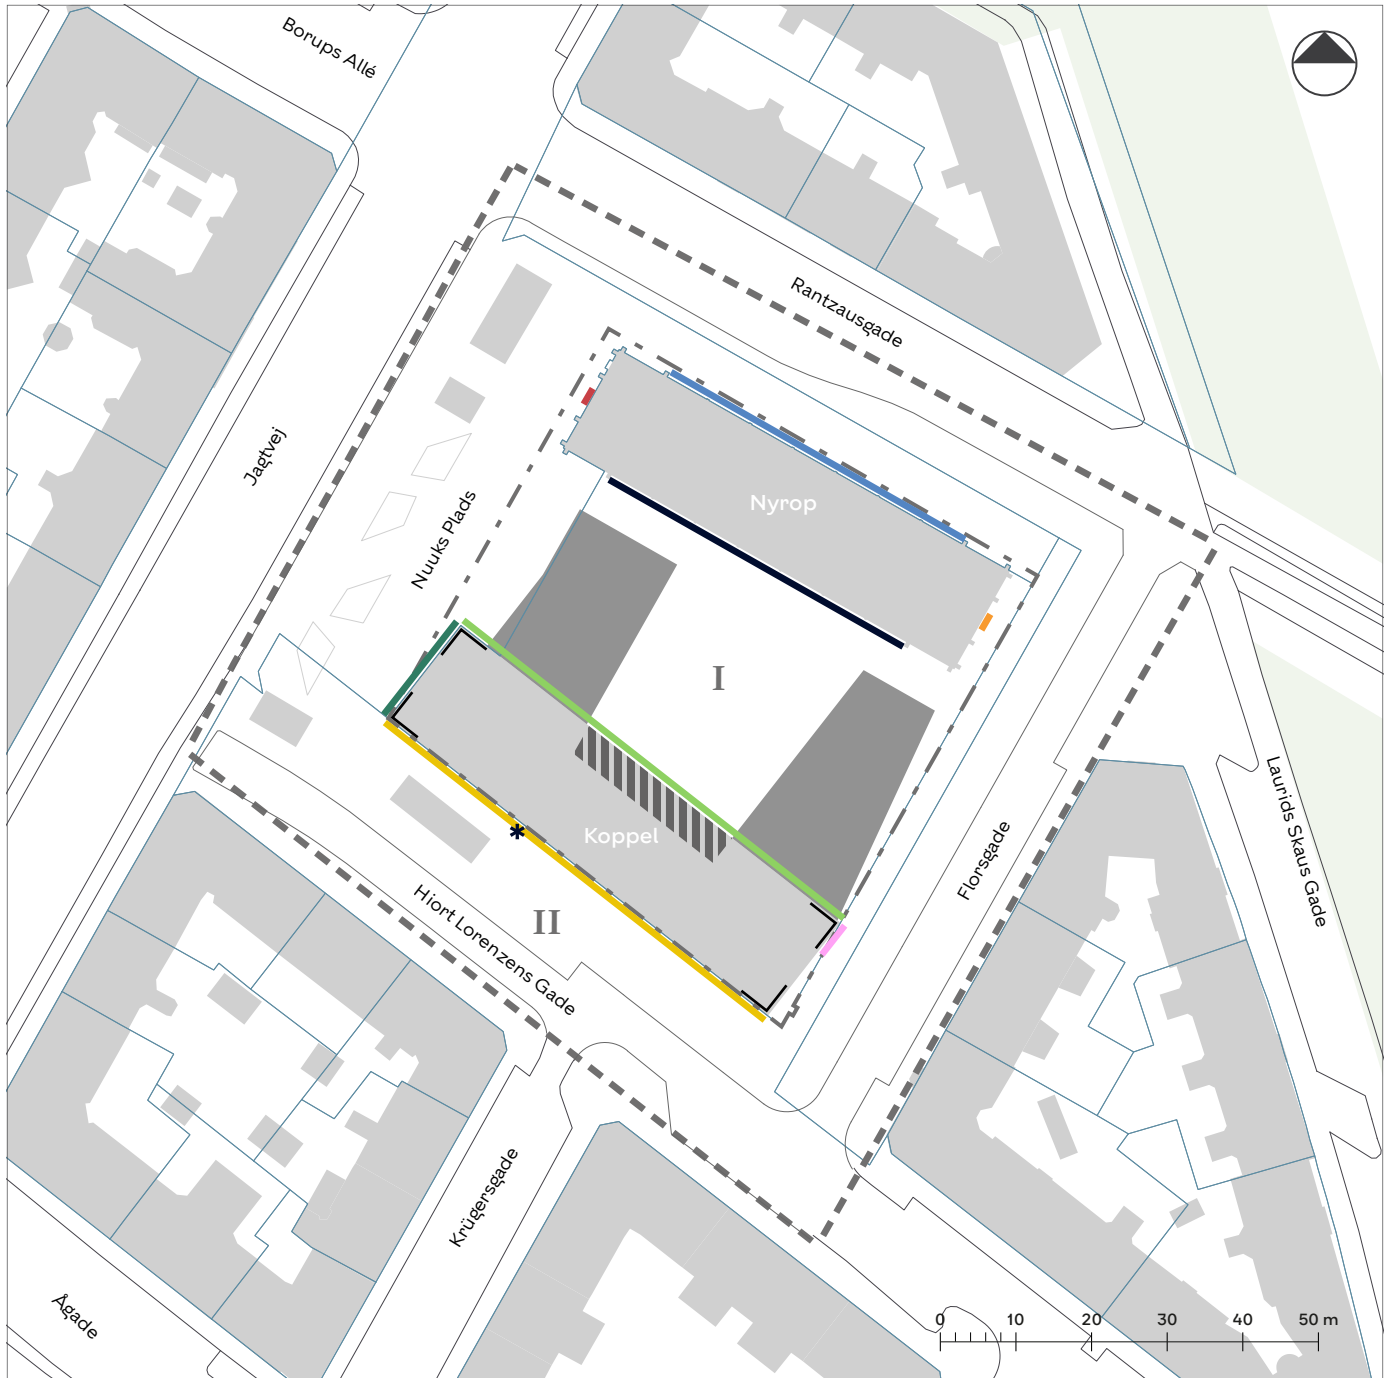 Borups Allé
Rantzausgade
Jagtvej
Nuuks Plads
Nyrop
I
Koppel
II
Hiort Lorenzens Gade
Florsgade
Laurids Skaus Gade
Krügersgade
Ågade
0 10 20 30 40 50 m